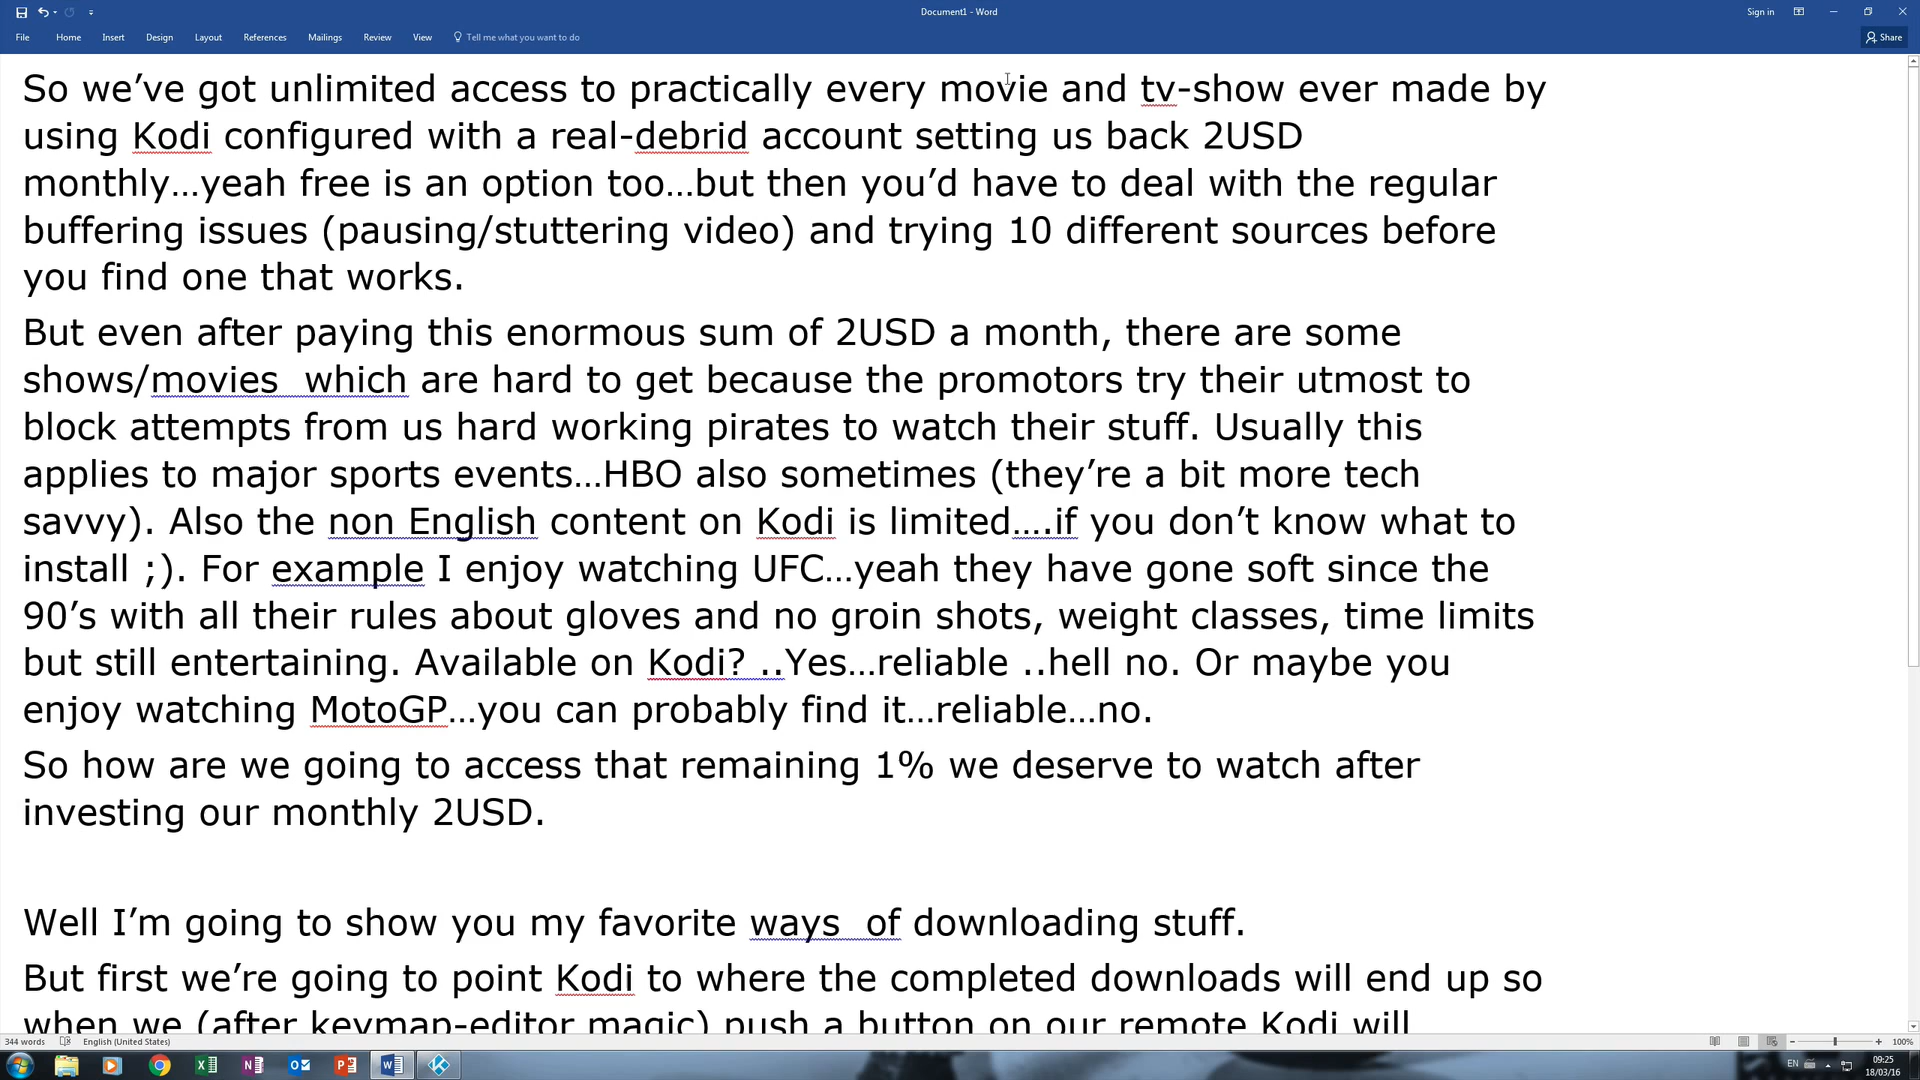 Document1 - Word
Sign in
File Home Insert Design Layout References Mailings Review View Tell me what you want to do
Share
So we’ve got unlimited access to practically every movie and tv-show ever made by
using Kodi configured with a real-debrid account setting us back 2USD
monthly…yeah free is an option too…but then you’d have to deal with the regular
buffering issues (pausing/stuttering video) and trying 10 different sources before
you find one that works.
But even after paying this enormous sum of 2USD a month, there are some
shows/movies  which are hard to get because the promotors try their utmost to
block attempts from us hard working pirates to watch their stuff. Usually this
applies to major sports events…HBO also sometimes (they’re a bit more tech
savvy). Also the non English content on Kodi is limited….if you don’t know what to
install ;). For example I enjoy watching UFC…yeah they have gone soft since the
90’s with all their rules about gloves and no groin shots, weight classes, time limits
but still entertaining. Available on Kodi? ..Yes…reliable ..hell no. Or maybe you
enjoy watching MotoGP…you can probably find it…reliable…no.
So how are we going to access that remaining 1% we deserve to watch after
investing our monthly 2USD.
Well I’m going to show you my favorite ways  of downloading stuff.
But first we’re going to point Kodi to where the completed downloads will end up so
when we (after keymap-editor magic) push a button on our remote Kodi will
344 words English (United States) 100%
EN 09:25
18/03/16